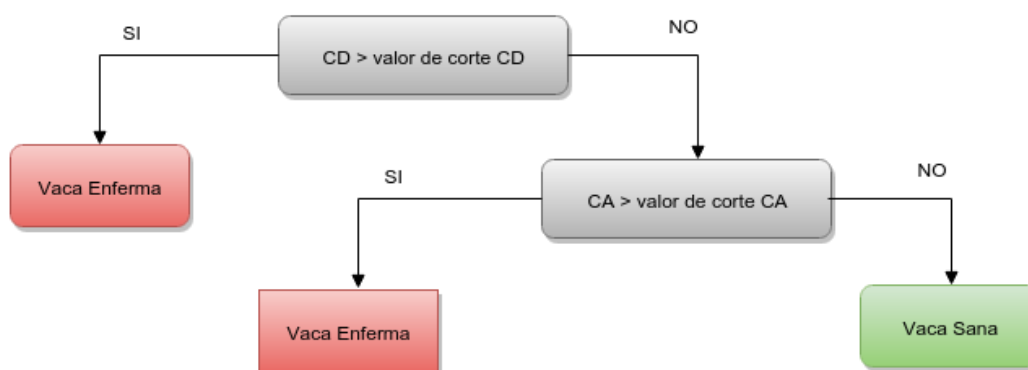 SI
CD > valor de corte CD
NO
Vaca Enferma
SI
CA > valor de corte CA
NO
Vaca Enferma
Vaca Sana